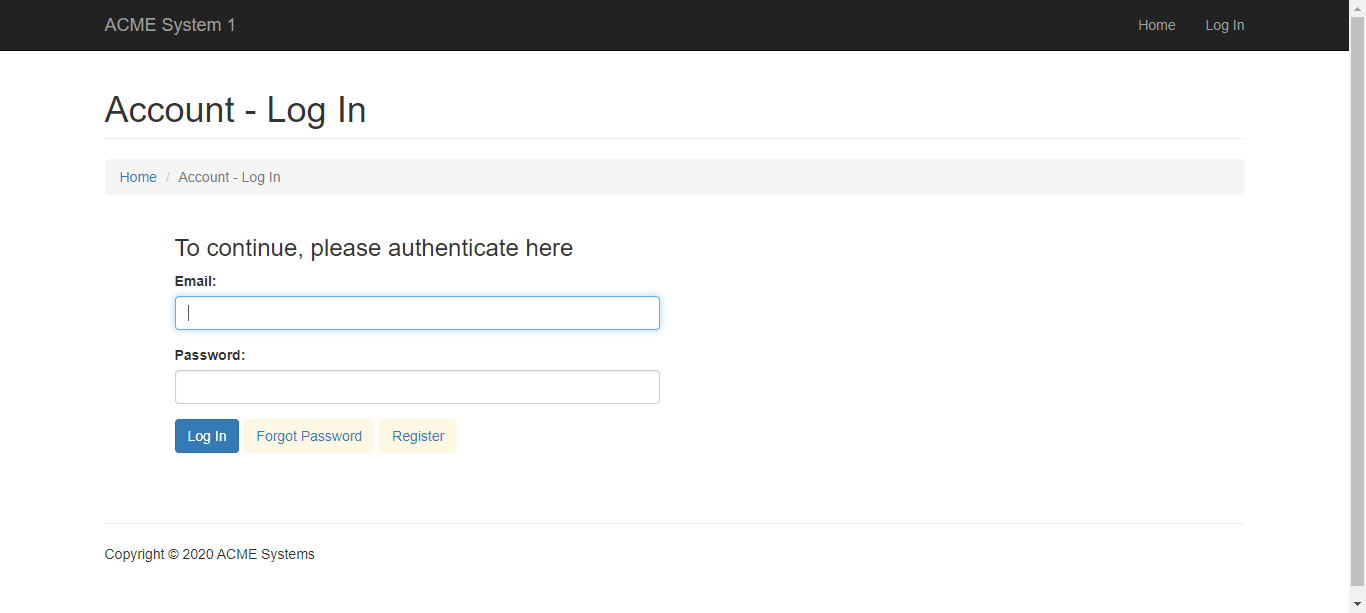 ACME System 1 Home Log In
Account - Log In
Home / Account - Log In
To continue, please authenticate here
Email:
Password:
Log In Forgot Password Register
Copyright © 2020 ACME Systems